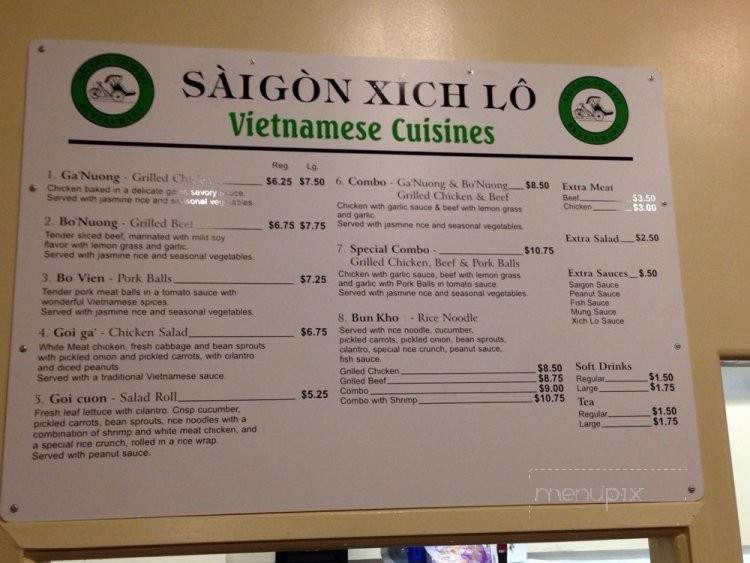 SÀIGÒN XICH LÔ
Vietnamese Cuisines
Reg. Lg.
1. Ga'Nuong - Grilled $6.25 $7.50
Chicken baked in a delicate savory
Served with jasmine rice and
2. Bo'Nuong - Grilled Beef $6.75 $7.75
Tender sliced beef, marinated with mild soy
flavor with lemon grass and garlic.
Served with jasmine rice and seasonal vegetables.
3. Bo Vien - Pork Balls $7.25
Tender pork meat balls in a tomato sauce with
wonderful Vietnamese spices.
Served with jasmine rice and seasonal vegetables.
4. Goi ga' - Chicken Salad $6.75
White Meat chicken, fresh cabbage and bean sprouts
with pickled onion and pickled carrots, with cilantro
and diced peanuts
Served with a traditional Vietnamese sauce.
5. Goi cuon - Salad Roll $5.25
Fresh leaf lettuce with cilantro. Crisp cucumber,
pickled carrots, bean sprouts, rice noodles with a
combination of shrimp and white meat chicken, and
a special rice crunch, rolled in a rice wrap.
Served with peanut sauce.
6. Combo - Ga'Nuong & Bo'Nuong $8.50
Grilled Chicken & Beef
Chicken with garlic sauce & beef with lemon grass
and garlic.
Served with jasmine rice and seasonal vegetables.
7. Special Combo - $10.75
Grilled Chicken, Beef & Pork Balls
Chicken with garlic sauce, beef with lemon grass
and garlic with Pork Balls in tomato sauce.
Served with jasmine rice and seasonal vegetables.
8. Bun Kho - Rice Noodle
Served with rice noodle, cucumber,
pickled carrots, pickled onion, bean sprouts,
cilantro, special rice crunch, peanut sauce,
fish sauce.
Grilled Chicken $8.50
Grilled Beef $8.75
Combo $9.00
Combo with Shrimp $10.75
Extra Meat
Beef $3.50
Chicken $3.00
Extra Salad $2.50
Extra Sauces $.50
Saigon Sauce
Peanut Sauce
Fish Sauce
Mung Sauce
Xich Lo Sauce
Soft Drinks
Regular $1.50
Large $1.75
Tea
Regular $1.50
Large $1.75
menupix